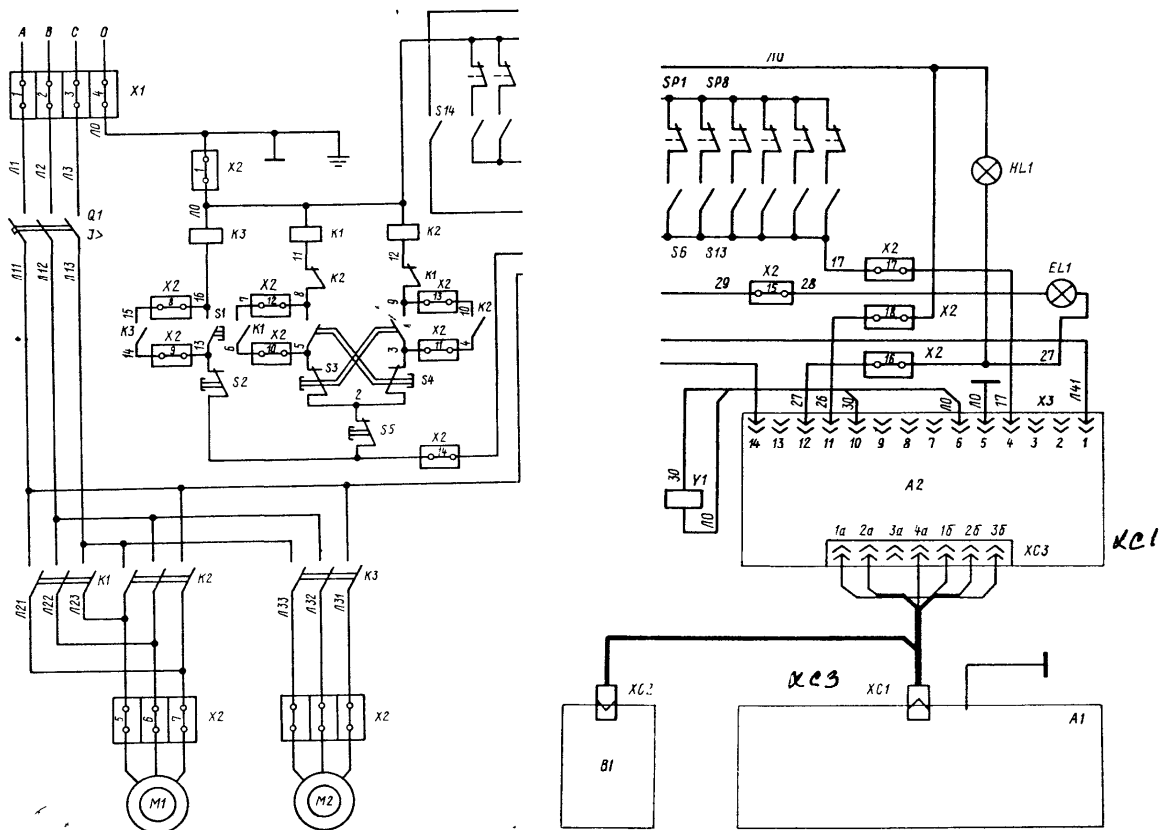 A B C O
1 2 3 4 X1
Л1 Л2 Л3 Л0
1 X2
Л0
Q1
J>
Л11 Л12 Л13
K3 K1 K2
11 12
K2 K1
S14
15 X2 8 16
K3
14 X2 9 13
S1
S2
7 X2 12 8
K1
6 X2 10 5
S3
9 X2 13 10
K2
3 X2 11 4
S4
2
S5
X2
14
K1 K2 K3
Л21 Л22 Л23
Л33 Л32 Л31
5 6 7 X2
X2
M1 M2
Л0
SP1 SP8
HL1
S6 S13
17 X2 17
29 X2 15 28
EL1
18 X2
16 X2
27
27 26 30 Л0 Л0 17 Л41
X3
14 13 12 11 10 9 8 7 6 5 4 3 2 1
30 Y1 Л0
A2
1а 2а 3а 4а 1б 2б 3б
XC3
XC1
XC3
XC2 XC1
B1
A1